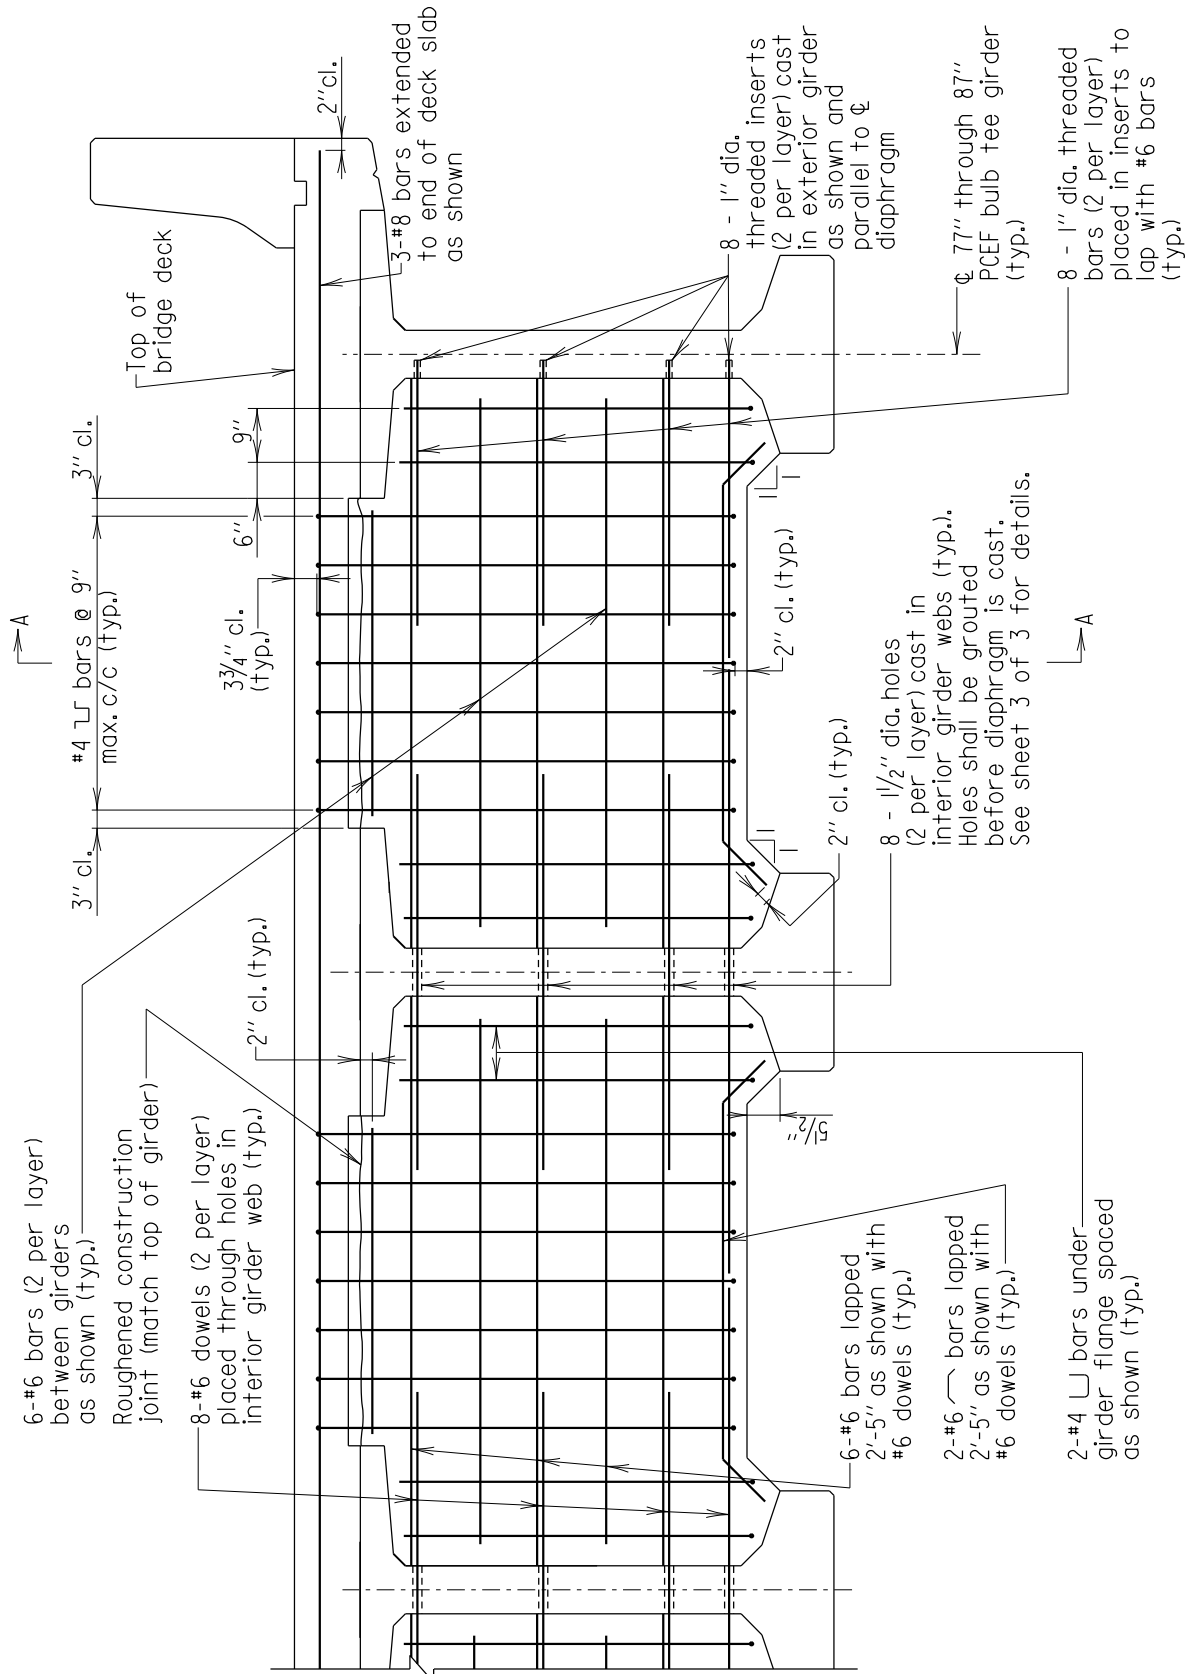 6-#6 bars (2 per layer)
between girders
as shown (typ.)
Roughened construction
joint (match top of girder)
8-#6 dowels (2 per layer)
placed through holes in
interior girder web (typ.)
2" cl. (typ.)
3" cl.
#4 bars @ 9"
max. c/c (typ.)
3" cl.
A
3¾" cl.
(typ.)
6"
9"
Top of
bridge deck
2" cl.
3-#8 bars extended
to end of deck slab
as shown
8 - 1" dia.
threaded inserts
(2 per layer) cast
in exterior girder
as shown and
parallel to ℄
diaphragm
℄ 77" through 87"
PCEF bulb tee girder
(typ.)
8 - 1" dia. threaded
bars (2 per layer)
placed in inserts to
lap with #6 bars
(typ.)
1
1
2" cl. (typ.)
A
1
1
2" cl. (typ.)
8 - 1½" dia. holes
(2 per layer) cast in
interior girder webs (typ.).
Holes shall be grouted
before diaphragm is cast.
See sheet 3 of 3 for details.
5½"
6-#6 bars lapped
2'-5" as shown with
#6 dowels (typ.)
2-#6 bars lapped
2'-5" as shown with
#6 dowels (typ.)
2-#4 bars under
girder flange spaced
as shown (typ.)